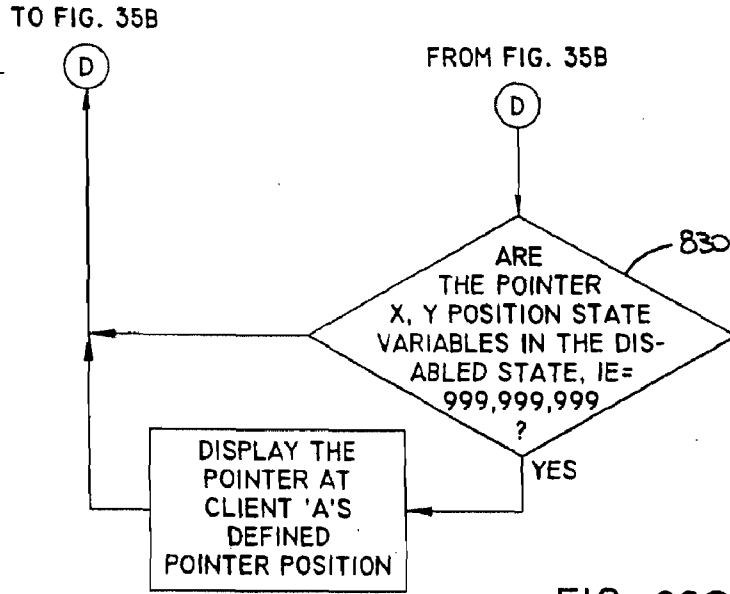 TO FIG. 35B
D
FROM FIG. 35B
D
830
ARE
THE POINTER
X, Y POSITION STATE
VARIABLES IN THE DIS-
ABLED STATE, IE=
999,999,999
?
YES
DISPLAY THE
POINTER AT
CLIENT 'A'S
DEFINED
POINTER POSITION
FIG.